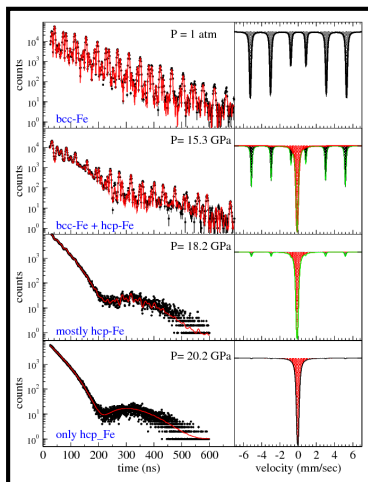 10⁴
10³
10²
10¹
10⁰
counts
P = 1 atm
bcc-Fe
10⁴
10³
10²
10¹
10⁰
counts
P = 15.3 GPa
bcc-Fe + hcp-Fe
10³
10²
10¹
10⁰
counts
P= 18.2 GPa
mostly hcp-Fe
10³
10²
10¹
10⁰
counts
P= 20.2 GPa
only hcp_Fe
0 100 200 300 400 500 600
-6 -4 -2 0 2 4 6
time (ns)
velocity (mm/sec)